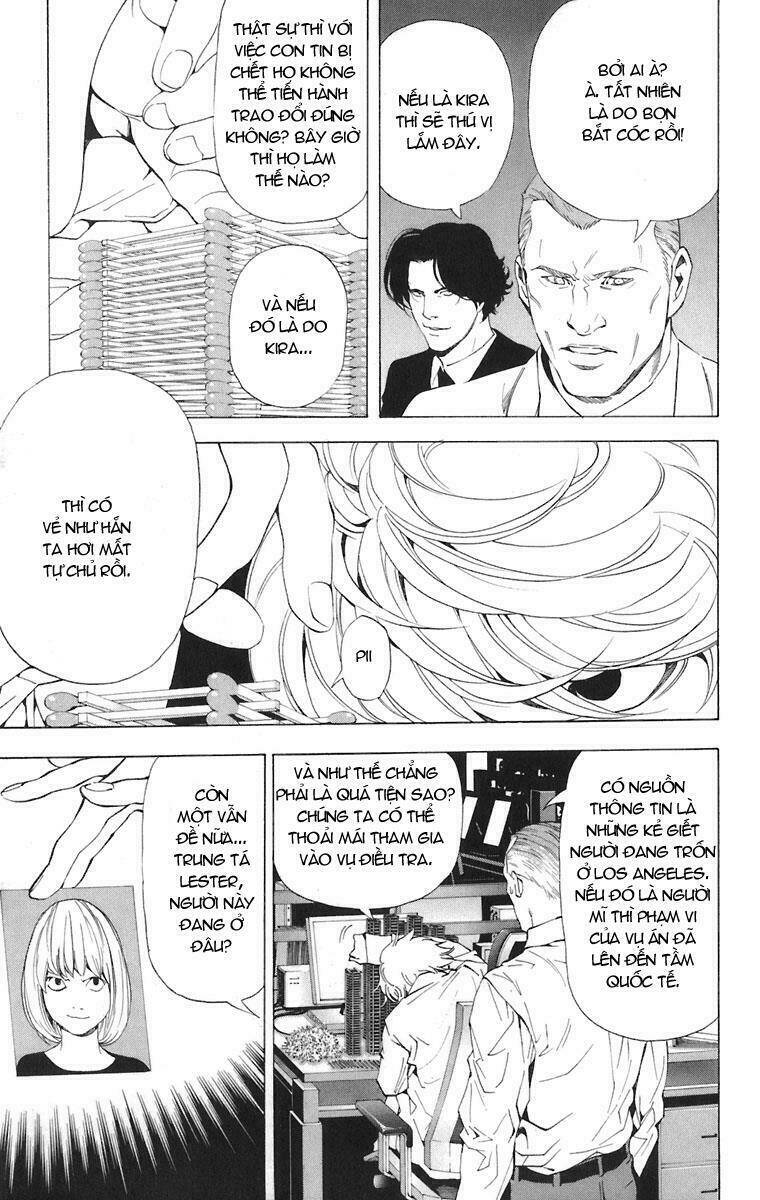 BỞI AI À?
À. TẤT NHIÊN
LÀ DO BỌN
BẮT CÓC RỒI!
NẾU LÀ KIRA
THÌ SẼ THÚ VỊ
LẮM ĐÂY.
THẬT SỰ THÌ VỚI
VIỆC CON TIN BỊ
CHẾT HỌ KHÔNG
THỂ TIẾN HÀNH
TRAO ĐỔI ĐÚNG
KHÔNG? BÂY GIỜ
THÌ HỌ LÀM
THẾ NÀO?
VÀ NẾU
ĐÓ LÀ DO
KIRA...
THÌ CÓ
VẺ NHƯ HẮN
TA HƠI MẤT
TỰ CHỦ RỒI.
PII
CÓ NGUỒN
THÔNG TIN LÀ
NHỮNG KẺ GIẾT
NGƯỜI ĐANG TRỐN
Ở LOS ANGELES.
NẾU ĐÓ LÀ NGƯỜI
MĨ THÌ PHẠM VI
CỦA VỤ ÁN ĐÃ
LÊN ĐẾN TẦM
QUỐC TẾ.
VÀ NHƯ THẾ CHẲNG
PHẢI LÀ QUÁ TIỆN SAO?
CHÚNG TA CÓ THỂ
THOẢI MÁI THAM GIA
VÀO VỤ ĐIỀU TRA.
CÒN
MỘT VẤN
ĐỀ NỮA...
TRUNG TÁ
LESTER,
NGƯỜI NÀY
ĐANG Ở
ĐÂU?